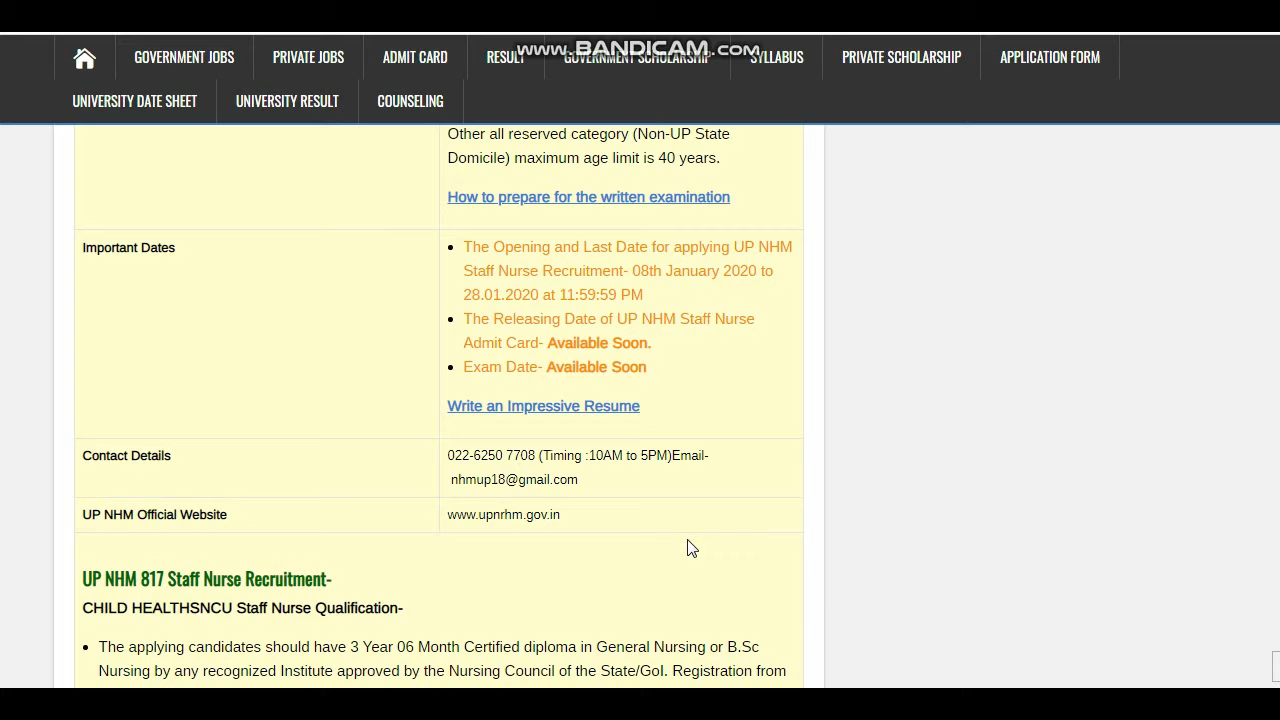 www.BANDICAM.com
GOVERNMENT JOBS PRIVATE JOBS ADMIT CARD RESULT GOVERNMENT SCHOLARSHIP SYLLABUS PRIVATE SCHOLARSHIP APPLICATION FORM
UNIVERSITY DATE SHEET UNIVERSITY RESULT COUNSELING
Other all reserved category (Non-UP State
Domicile) maximum age limit is 40 years.
How to prepare for the written examination
Important Dates
The Opening and Last Date for applying UP NHM
Staff Nurse Recruitment- 08th January 2020 to
28.01.2020 at 11:59:59 PM
The Releasing Date of UP NHM Staff Nurse
Admit Card- Available Soon.
Exam Date- Available Soon
Write an Impressive Resume
Contact Details
022-6250 7708 (Timing :10AM to 5PM)Email-
nhmup18@gmail.com
UP NHM Official Website
www.upnrhm.gov.in
UP NHM 817 Staff Nurse Recruitment-
CHILD HEALTHSNCU Staff Nurse Qualification-
The applying candidates should have 3 Year 06 Month Certified diploma in General Nursing or B.Sc
Nursing by any recognized Institute approved by the Nursing Council of the State/GoI. Registration from